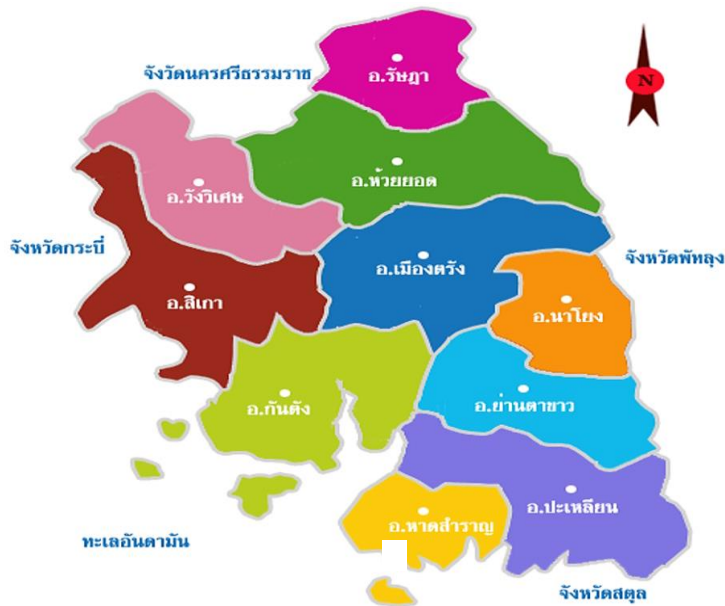 จังวัดนครศรีธรรมราช
อ.รัษฎา
N
อ.ห้วยยอด
อ.วังวิเศษ
จังหวัดกระบี่
อ.เมืองตรัง
จังหวัดพัทลุง
อ.สิเกา
อ.นาโยง
อ.กันตัง
อ.ย่านตาขาว
อ.ปะเหลียน
อ.หาดสำราญ
ทะเลอันดามัน
จังหวัดสตูล